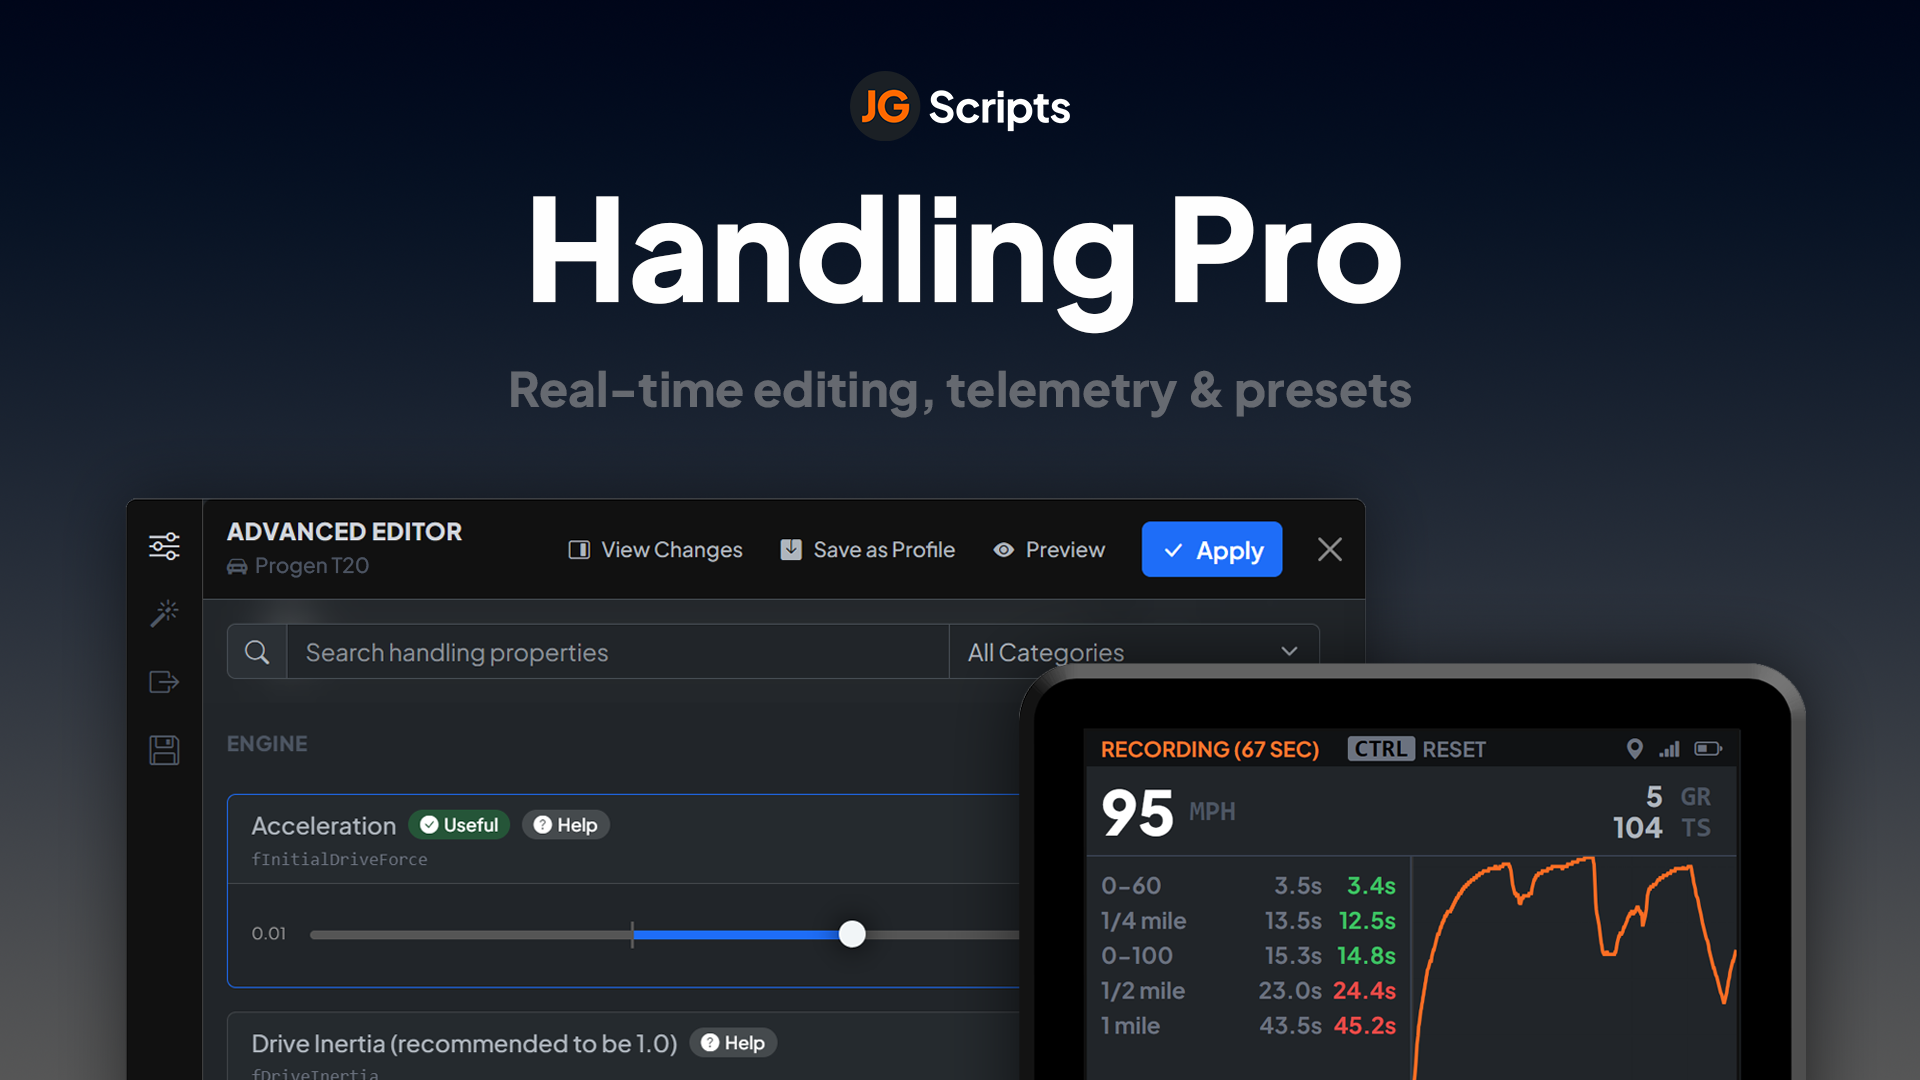 JG Scripts
Handling Pro
Real-time editing, telemetry & presets
ADVANCED EDITOR
Progen T20
View Changes
Save as Profile
Preview
Apply
Search handling properties
All Categories
ENGINE
Acceleration
Useful
Help
fInitialDriveForce
0.01
Drive Inertia (recommended to be 1.0)
Help
fDriveInertia
RECORDING (67 SEC)
CTRL RESET
95 MPH
5 GR
104 TS
0-60 3.5s 3.4s
1/4 mile 13.5s 12.5s
0-100 15.3s 14.8s
1/2 mile 23.0s 24.4s
1 mile 43.5s 45.2s